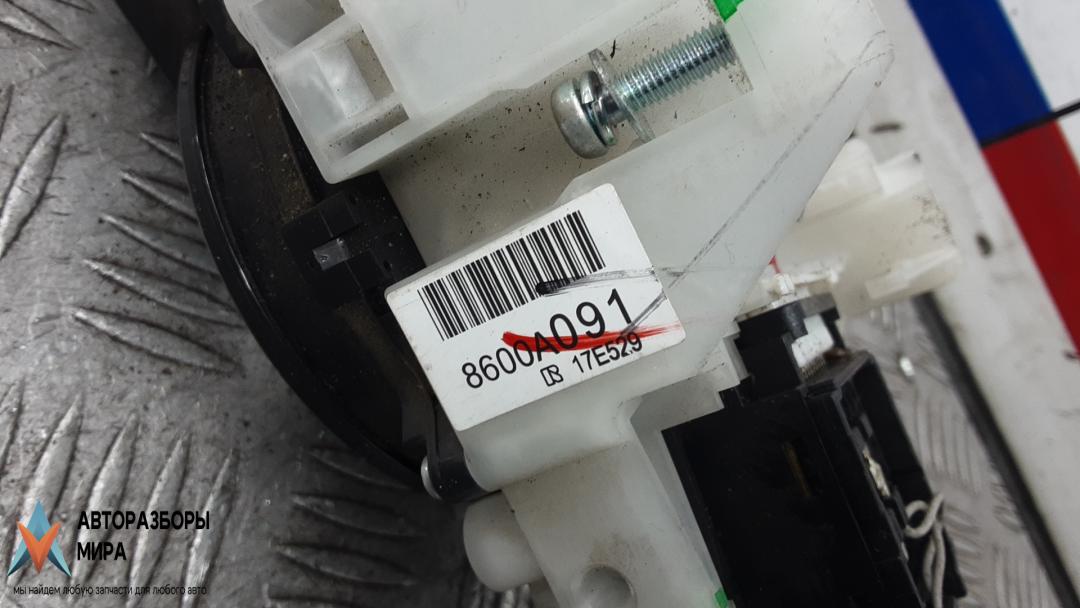 8600A091
17E529
АВТОРАЗБОРЫ
МИРА
мы найдем любую запчасти для любого авто